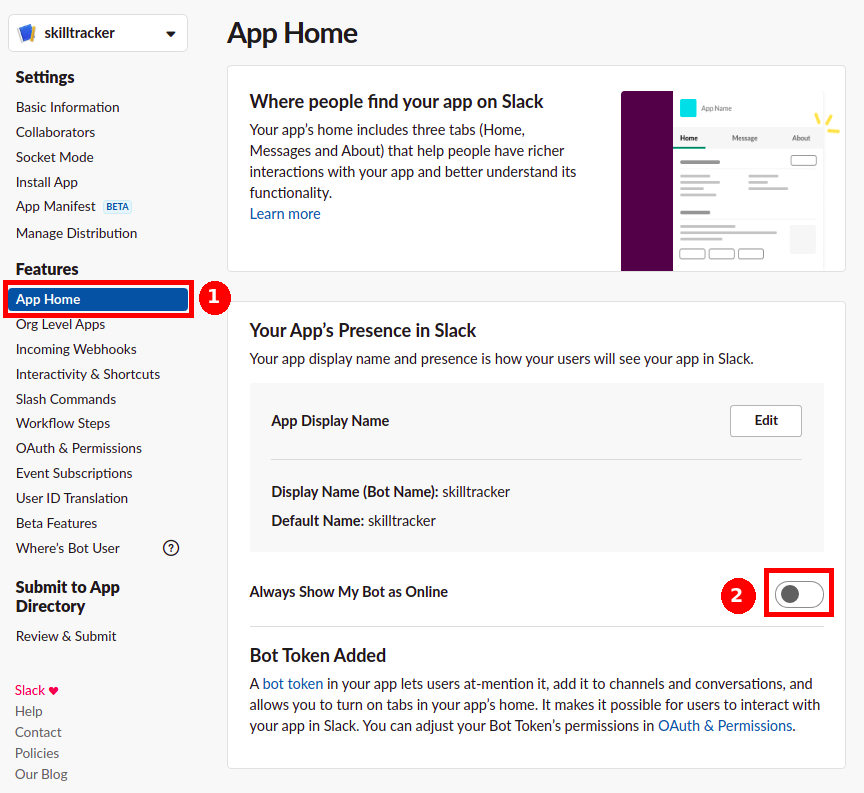 skilltracker
Settings
Basic Information
Collaborators
Socket Mode
Install App
App Manifest BETA
Manage Distribution
Features
App Home
1
Org Level Apps
Incoming Webhooks
Interactivity & Shortcuts
Slash Commands
Workflow Steps
OAuth & Permissions
Event Subscriptions
User ID Translation
Beta Features
Where's Bot User ?
Submit to App
Directory
Review & Submit
Slack
Help
Contact
Policies
Our Blog
App Home
Where people find your app on Slack
Your app's home includes three tabs (Home,
Messages and About) that help people have richer
interactions with your app and better understand its
functionality.
Learn more
App Name
Home Message About
Your App's Presence in Slack
Your app display name and presence is how your users will see your app in Slack.
App Display Name
Edit
Display Name (Bot Name): skilltracker
Default Name: skilltracker
Always Show My Bot as Online
2
Bot Token Added
A bot token in your app lets users at-mention it, add it to channels and conversations, and
allows you to turn on tabs in your app's home. It makes it possible for users to interact with
your app in Slack. You can adjust your Bot Token's permissions in OAuth & Permissions.